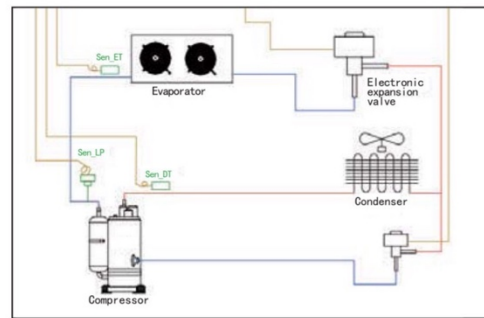 Sen_ET
Evaporator
Electronic
expansion
valve
Sen_LP
Sen_DT
Condenser
Compressor